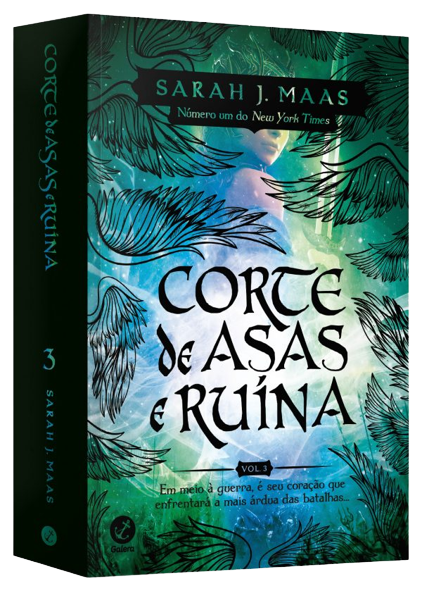 CORTE de ASAS e RUÍNA
3
SARAH J. MAAS
Galera
SARAH J. MAAS
Número um do New York Times
CORTE
de ASAS
e RUÍNA
VOL. 3
Em meio à guerra, é seu coração que
enfrentará a mais árdua das batalhas...